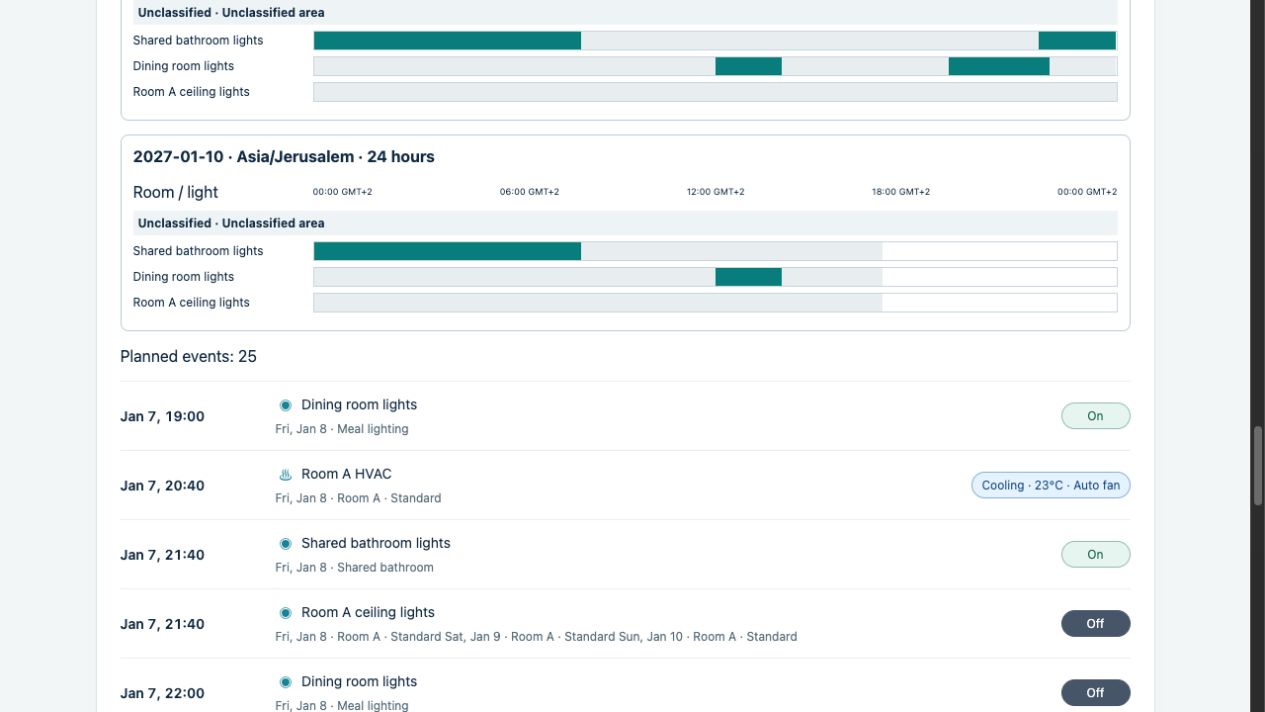 Unclassified · Unclassified area
Shared bathroom lights
Dining room lights
Room A ceiling lights
2027-01-10 · Asia/Jerusalem · 24 hours
Room / light 00:00 GMT+2 06:00 GMT+2 12:00 GMT+2 18:00 GMT+2 00:00 GMT+2
Unclassified · Unclassified area
Shared bathroom lights
Dining room lights
Room A ceiling lights
Planned events: 25
Jan 7, 19:00 Dining room lights On
Fri, Jan 8 · Meal lighting
Jan 7, 20:40 Room A HVAC Cooling · 23°C · Auto fan
Fri, Jan 8 · Room A · Standard
Jan 7, 21:40 Shared bathroom lights On
Fri, Jan 8 · Shared bathroom
Jan 7, 21:40 Room A ceiling lights Off
Fri, Jan 8 · Room A · Standard Sat, Jan 9 · Room A · Standard Sun, Jan 10 · Room A · Standard
Jan 7, 22:00 Dining room lights Off
Fri, Jan 8 · Meal lighting